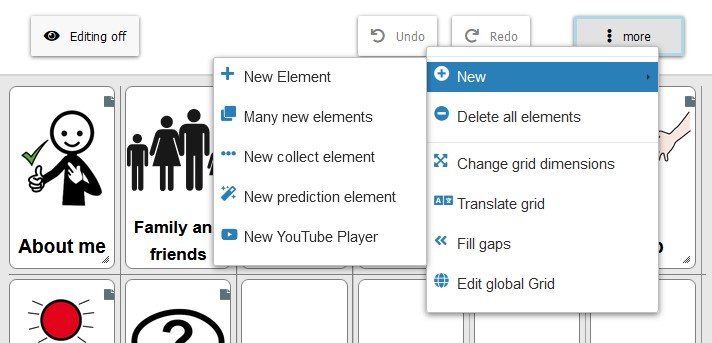 Editing off
Undo
Redo
more
New Element
Many new elements
New collect element
New prediction element
New YouTube Player
New
Delete all elements
Change grid dimensions
Translate grid
Fill gaps
Edit global Grid
About me
Family an
friends
?